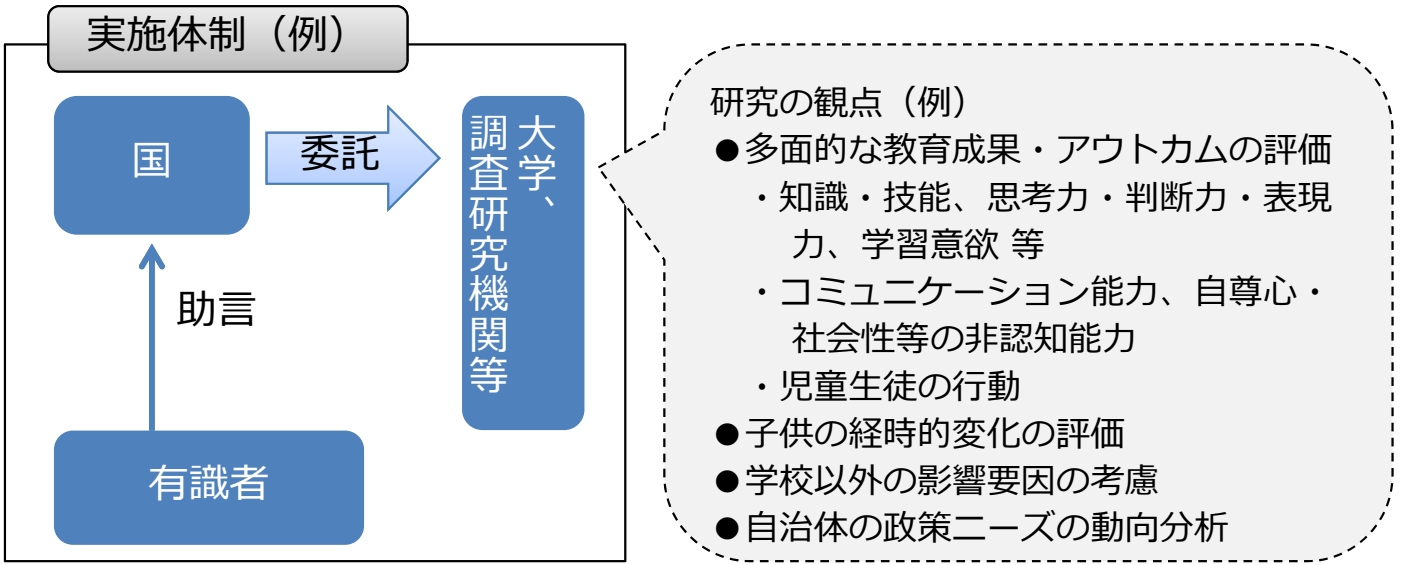 実施体制（例）
国
委託
大学、
調査研究機関等
助言
有識者
研究の観点（例）
●多面的な教育成果・アウトカムの評価
・知識・技能、思考力・判断力・表現
力、学習意欲 等
・コミュニケーション能力、自尊心・
社会性等の非認知能力
・児童生徒の行動
●子供の経時的変化の評価
●学校以外の影響要因の考慮
●自治体の政策ニーズの動向分析